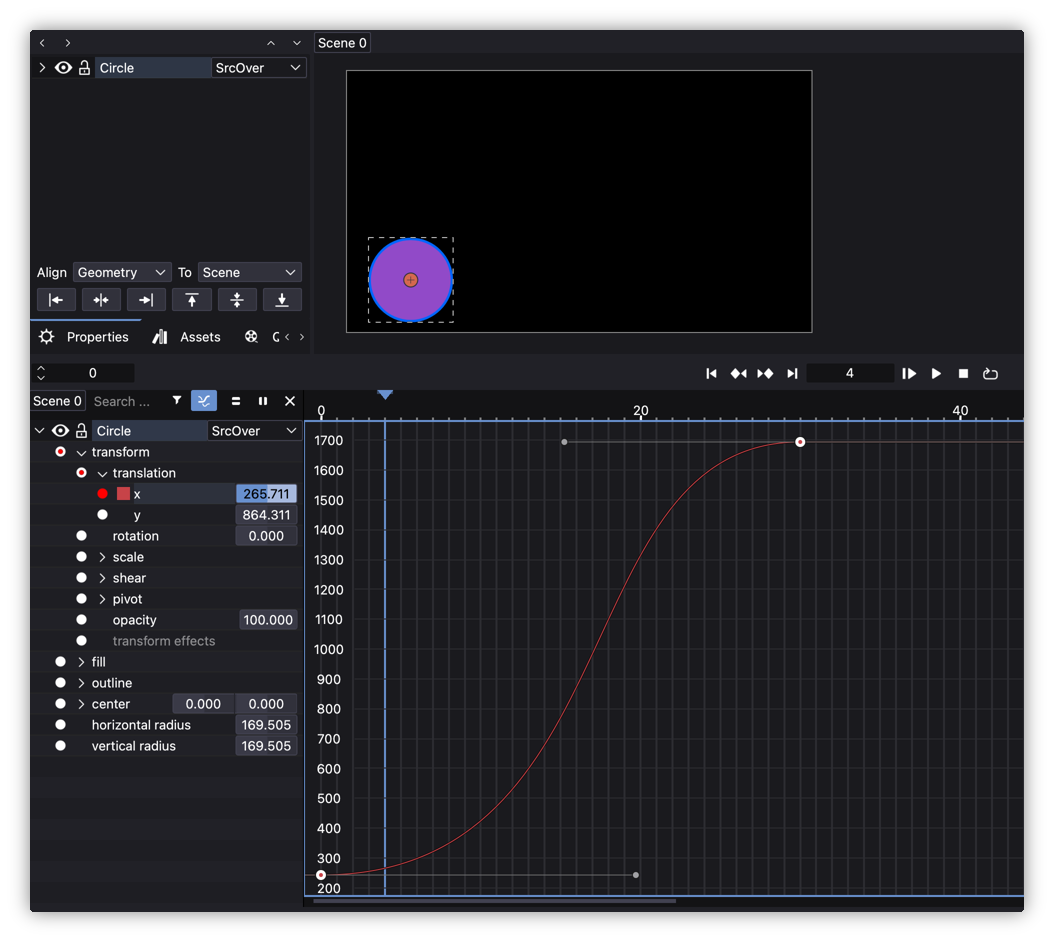 Scene 0
Circle SrcOver
Align Geometry To Scene
Properties Assets
0 4
Scene 0 Search ...
0 20 40
Circle SrcOver
transform
translation
x 265.711
y 864.311
rotation 0.000
scale
shear
pivot
opacity 100.000
transform effects
fill
outline
center 0.000 0.000
horizontal radius 169.505
vertical radius 169.505
1700
1600
1500
1400
1300
1200
1100
1000
900
800
700
600
500
400
300
200